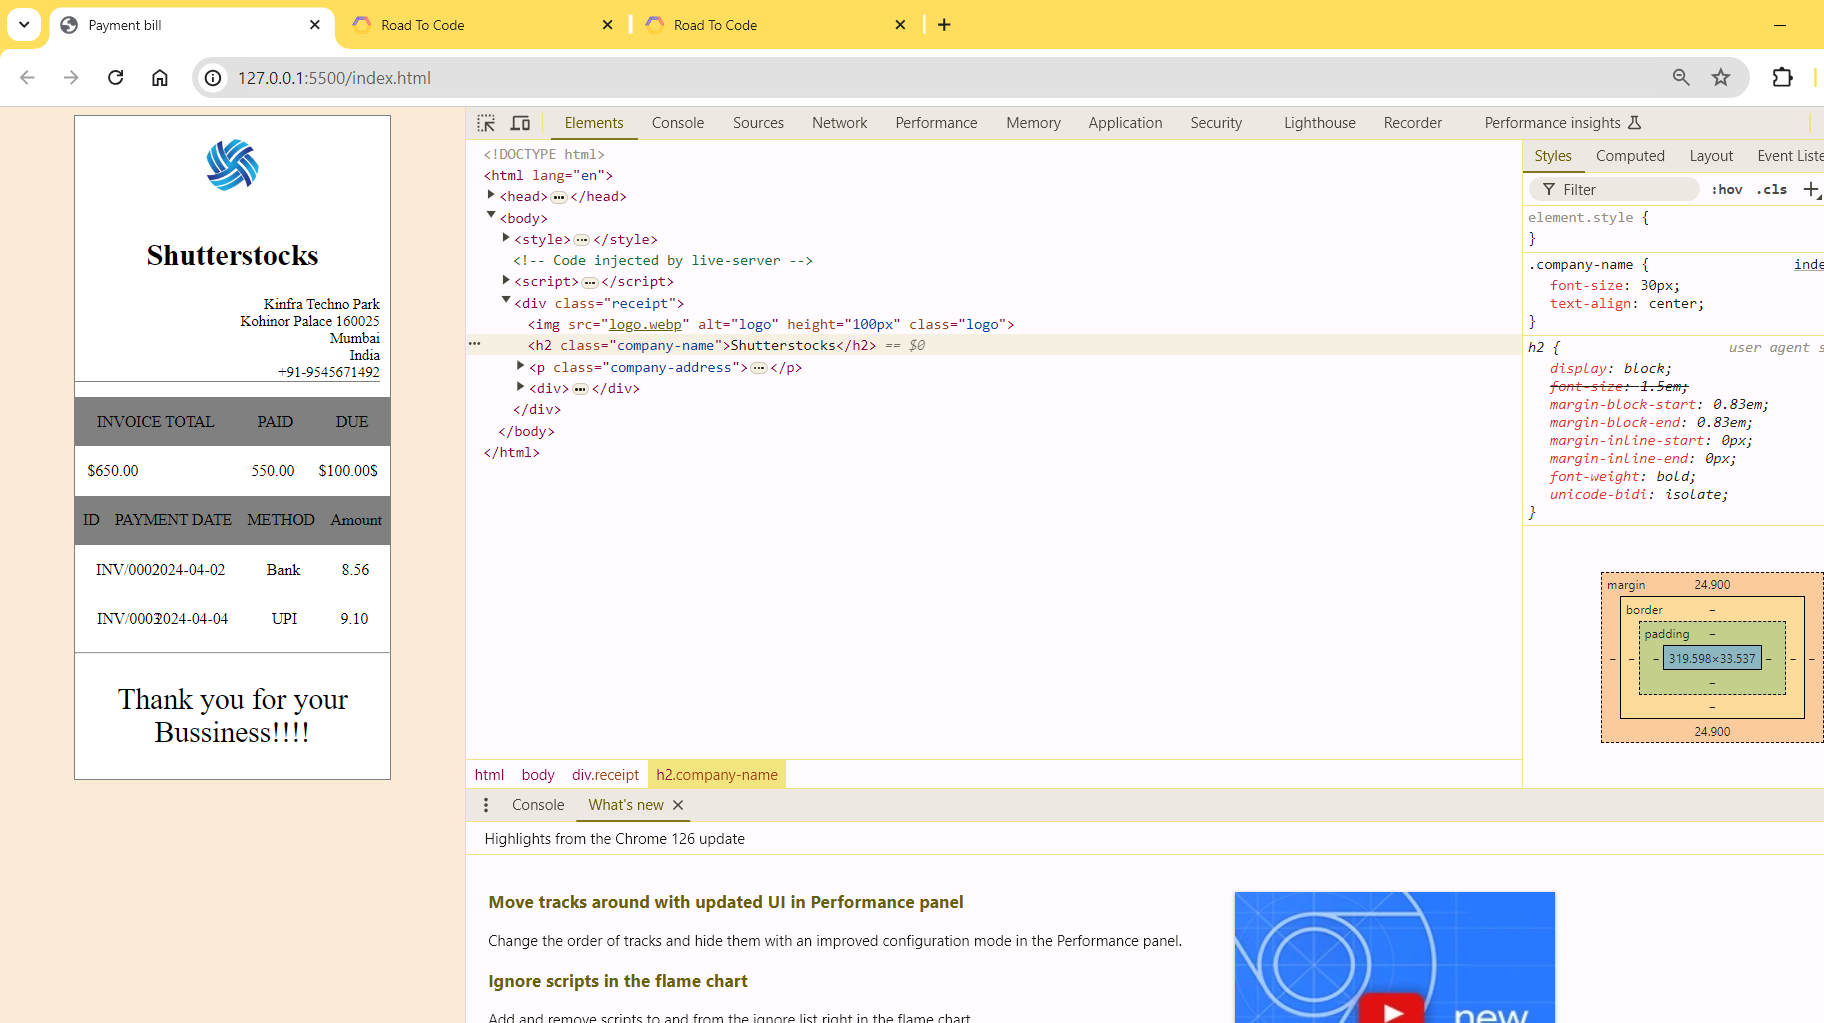 Payment bill
Road To Code
Road To Code
127.0.0.1:5500/index.html
Shutterstocks
Kinfra Techno Park
Kohinor Palace 160025
Mumbai
India
+91-9545671492
INVOICE TOTAL PAID DUE
$650.00 550.00 $100.00$
ID PAYMENT DATE METHOD Amount
INV/0002024-04-02 Bank 8.56
INV/0003 2024-04-04 UPI 9.10
Thank you for your
Bussiness!!!!
Elements Console Sources Network Performance Memory Application Security Lighthouse Recorder Performance insights
<!DOCTYPE html>
<html lang="en">
<head>…</head>
<body>
<style>…</style>
<!-- Code injected by live-server -->
<script>…</script>
<div class="receipt">
<img src="logo.webp" alt="logo" height="100px" class="logo">
<h2 class="company-name">Shutterstocks</h2> == $0
<p class="company-address">…</p>
<div>…</div>
</div>
</body>
</html>
html body div.receipt h2.company-name
Styles Computed Layout Event Liste
Filter :hov .cls
element.style {
}
.company-name { inde
font-size: 30px;
text-align: center;
}
h2 { user agent s
display: block;
font-size: 1.5em;
margin-block-start: 0.83em;
margin-block-end: 0.83em;
margin-inline-start: 0px;
margin-inline-end: 0px;
font-weight: bold;
unicode-bidi: isolate;
}
margin 24.900
border –
padding –
– – – 319.598×33.537 – – –
–
–
24.900
Console What's new
Highlights from the Chrome 126 update
Move tracks around with updated UI in Performance panel
Change the order of tracks and hide them with an improved configuration mode in the Performance panel.
Ignore scripts in the flame chart
Add and remove scripts to and from the ignore list right in the flame chart.
new